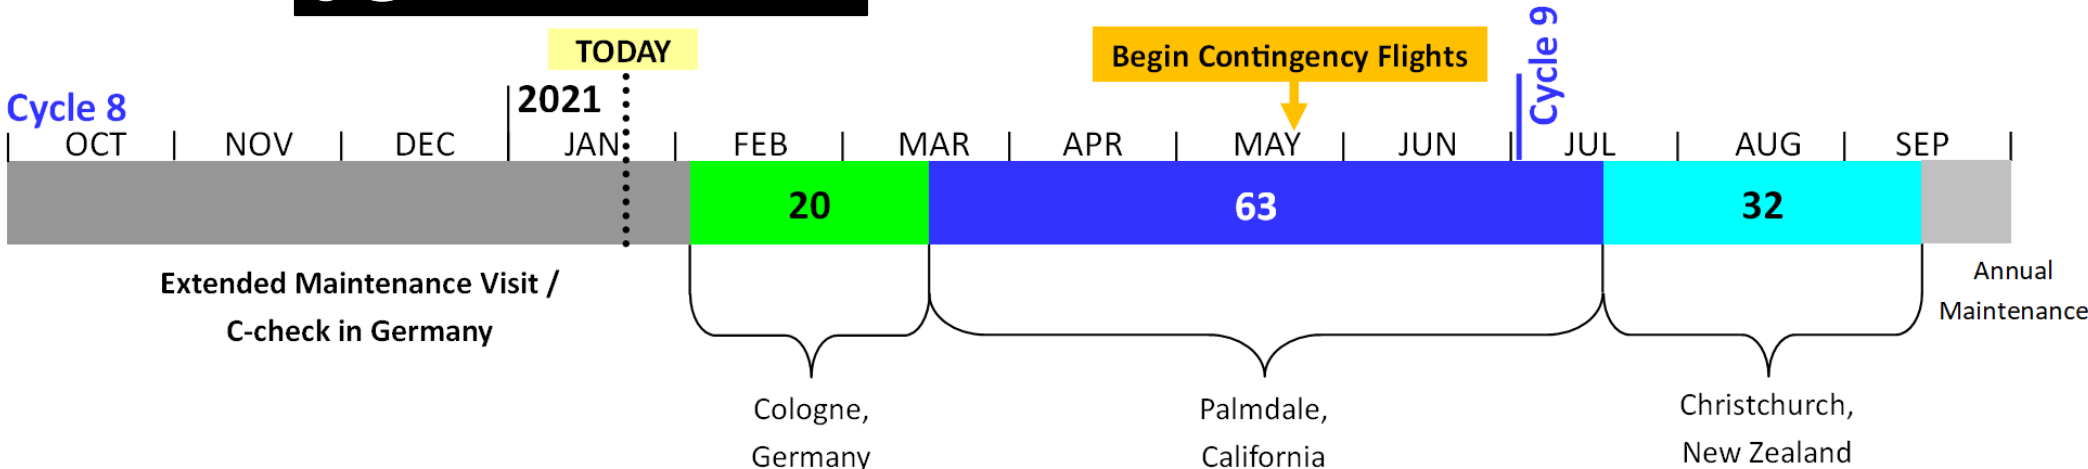 TODAY
Begin Contingency Flights
Cycle 9
Cycle 8
2021
OCT NOV DEC JAN FEB MAR APR MAY JUN JUL AUG SEP
20 63 32
Extended Maintenance Visit /
C-check in Germany
Annual
Maintenance
Cologne,
Germany
Palmdale,
California
Christchurch,
New Zealand